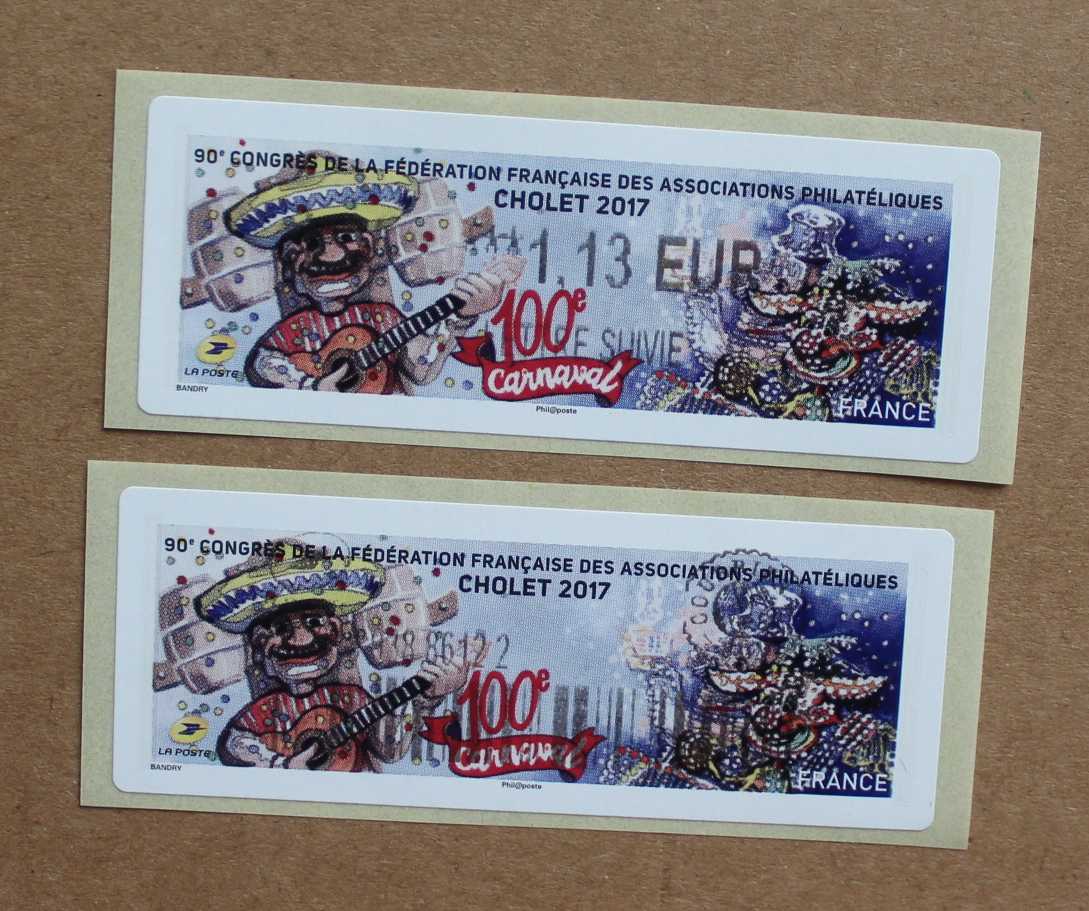 90e CONGRÈS DE LA FÉDÉRATION FRANÇAISE DES ASSOCIATIONS PHILATÉLIQUES
CHOLET 2017
**1,13 EUR
100e
SUIVIE
Carnaval
LA POSTE
BANDRY
Phil@poste
FRANCE
90e CONGRÈS DE LA FÉDÉRATION FRANÇAISE DES ASSOCIATIONS PHILATÉLIQUES
CHOLET 2017
100e
Carnaval
LA POSTE
BANDRY
Phil@poste
FRANCE